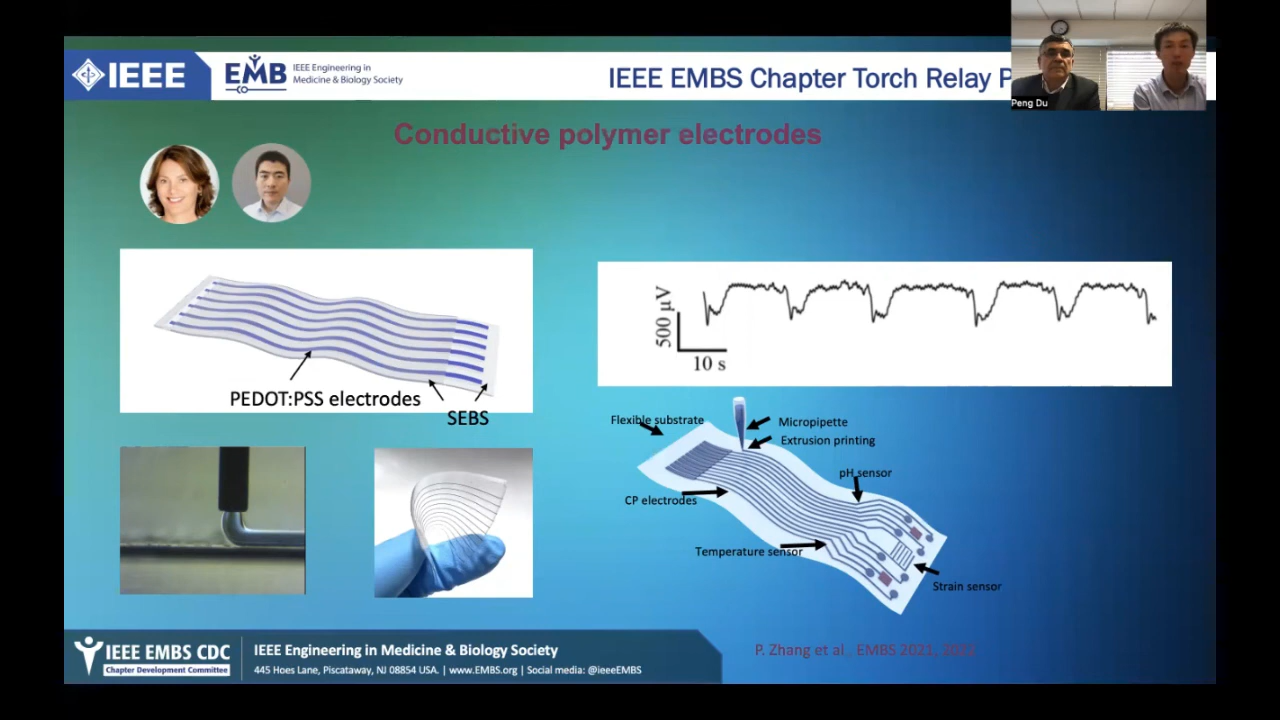 IEEE
EMB
IEEE Engineering in
Medicine & Biology Society
IEEE EMBS Chapter Torch Relay P
Peng Du
Conductive polymer electrodes
PEDOT:PSS electrodes
SEBS
500 µV
10 s
Flexible substrate
Micropipette
Extrusion printing
pH sensor
CP electrodes
Temperature sensor
Strain sensor
IEEE EMBS CDC
Chapter Development Committee
IEEE Engineering in Medicine & Biology Society
445 Hoes Lane, Piscataway, NJ 08854 USA. | www.EMBS.org | Social media: @ieeeEMBS
P. Zhang et al., EMBS 2021,